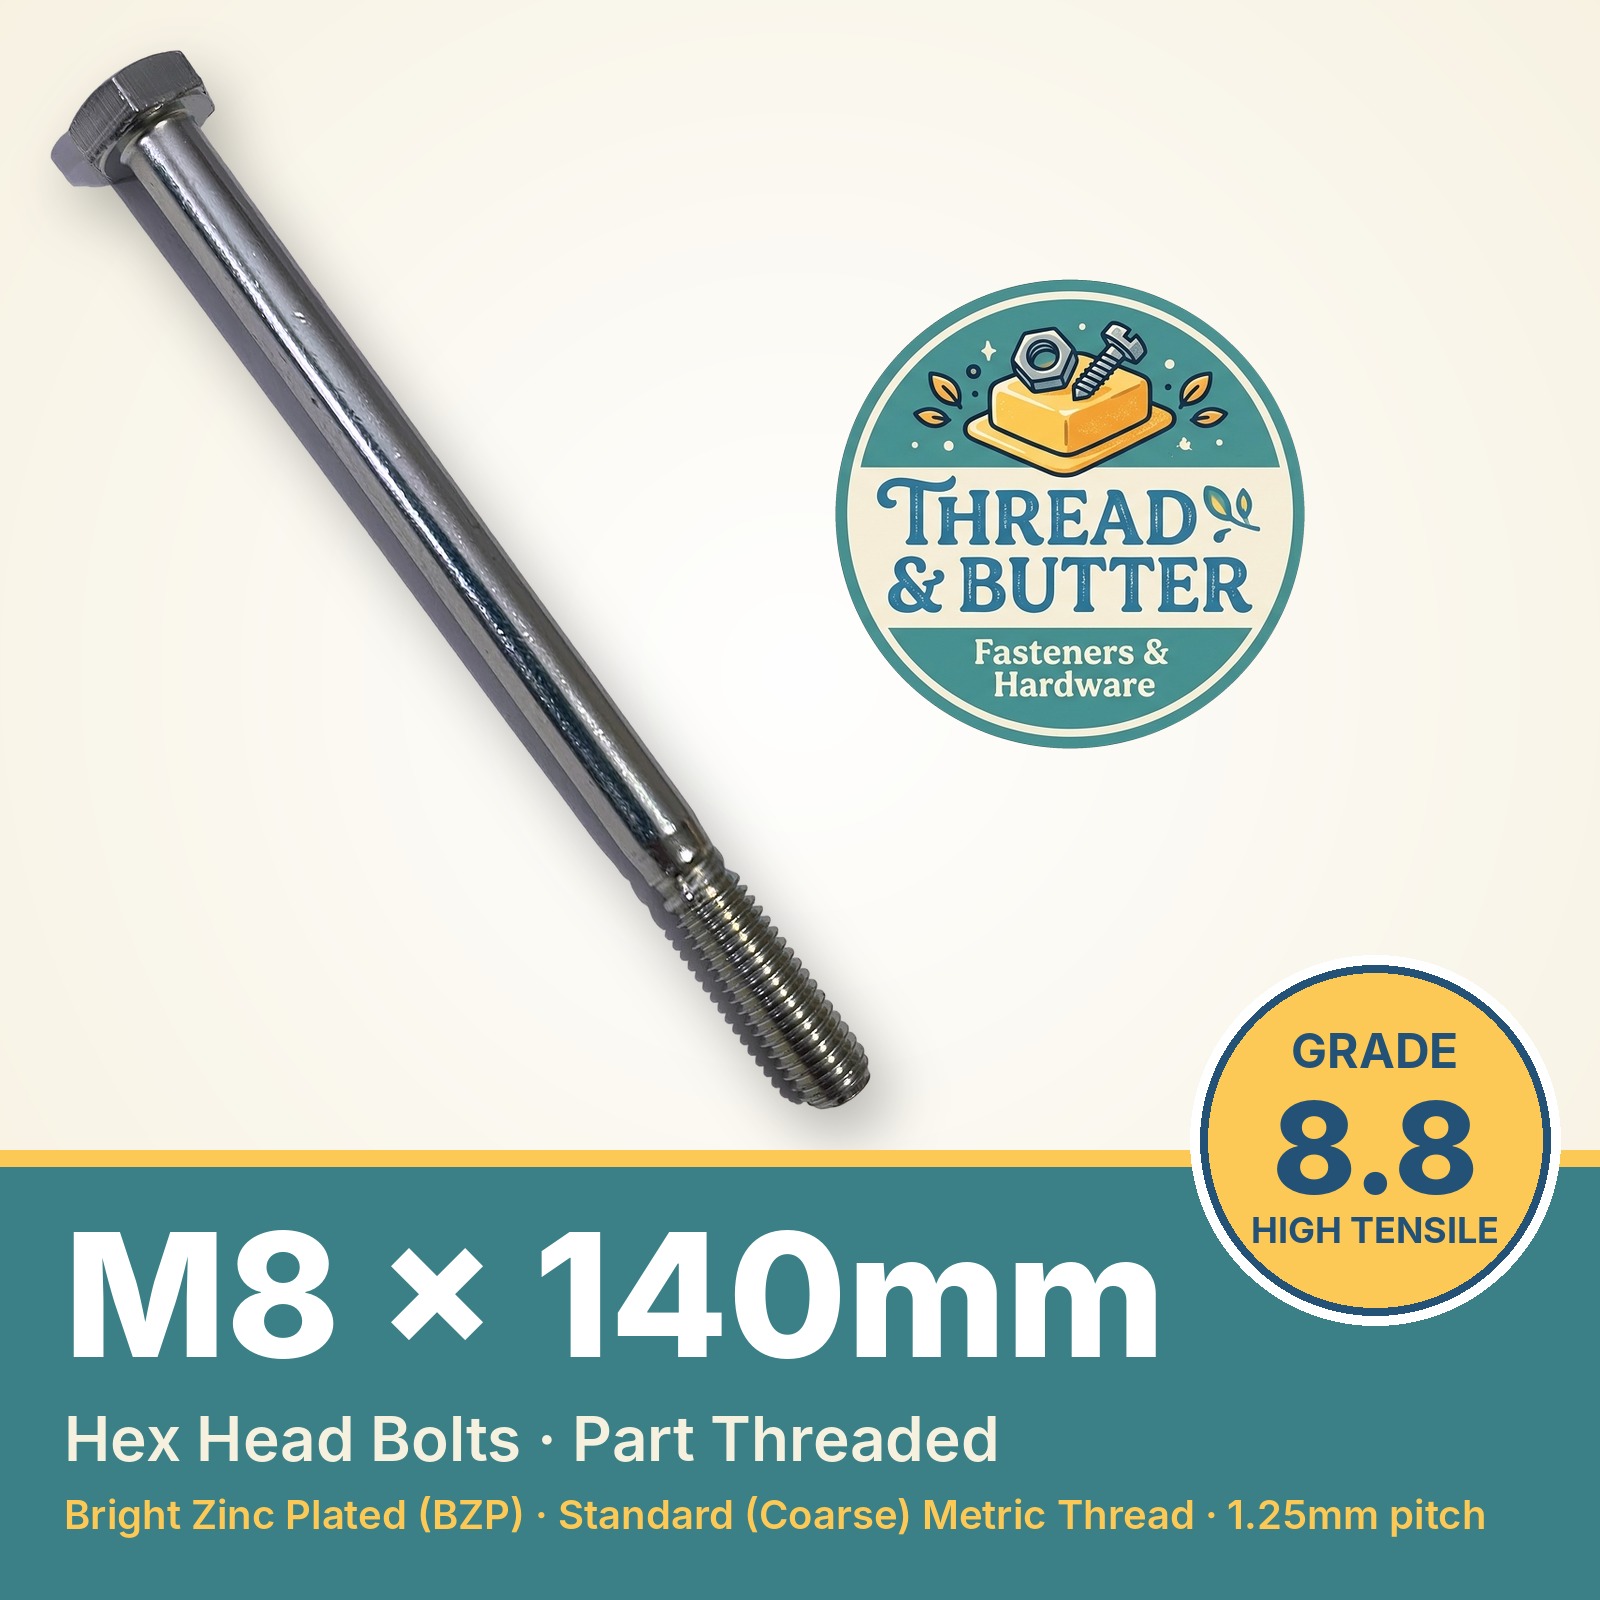 THREAD
& BUTTER
Fasteners &
Hardware
GRADE
8.8
HIGH TENSILE
M8 × 140mm
Hex Head Bolts · Part Threaded
Bright Zinc Plated (BZP) · Standard (Coarse) Metric Thread · 1.25mm pitch